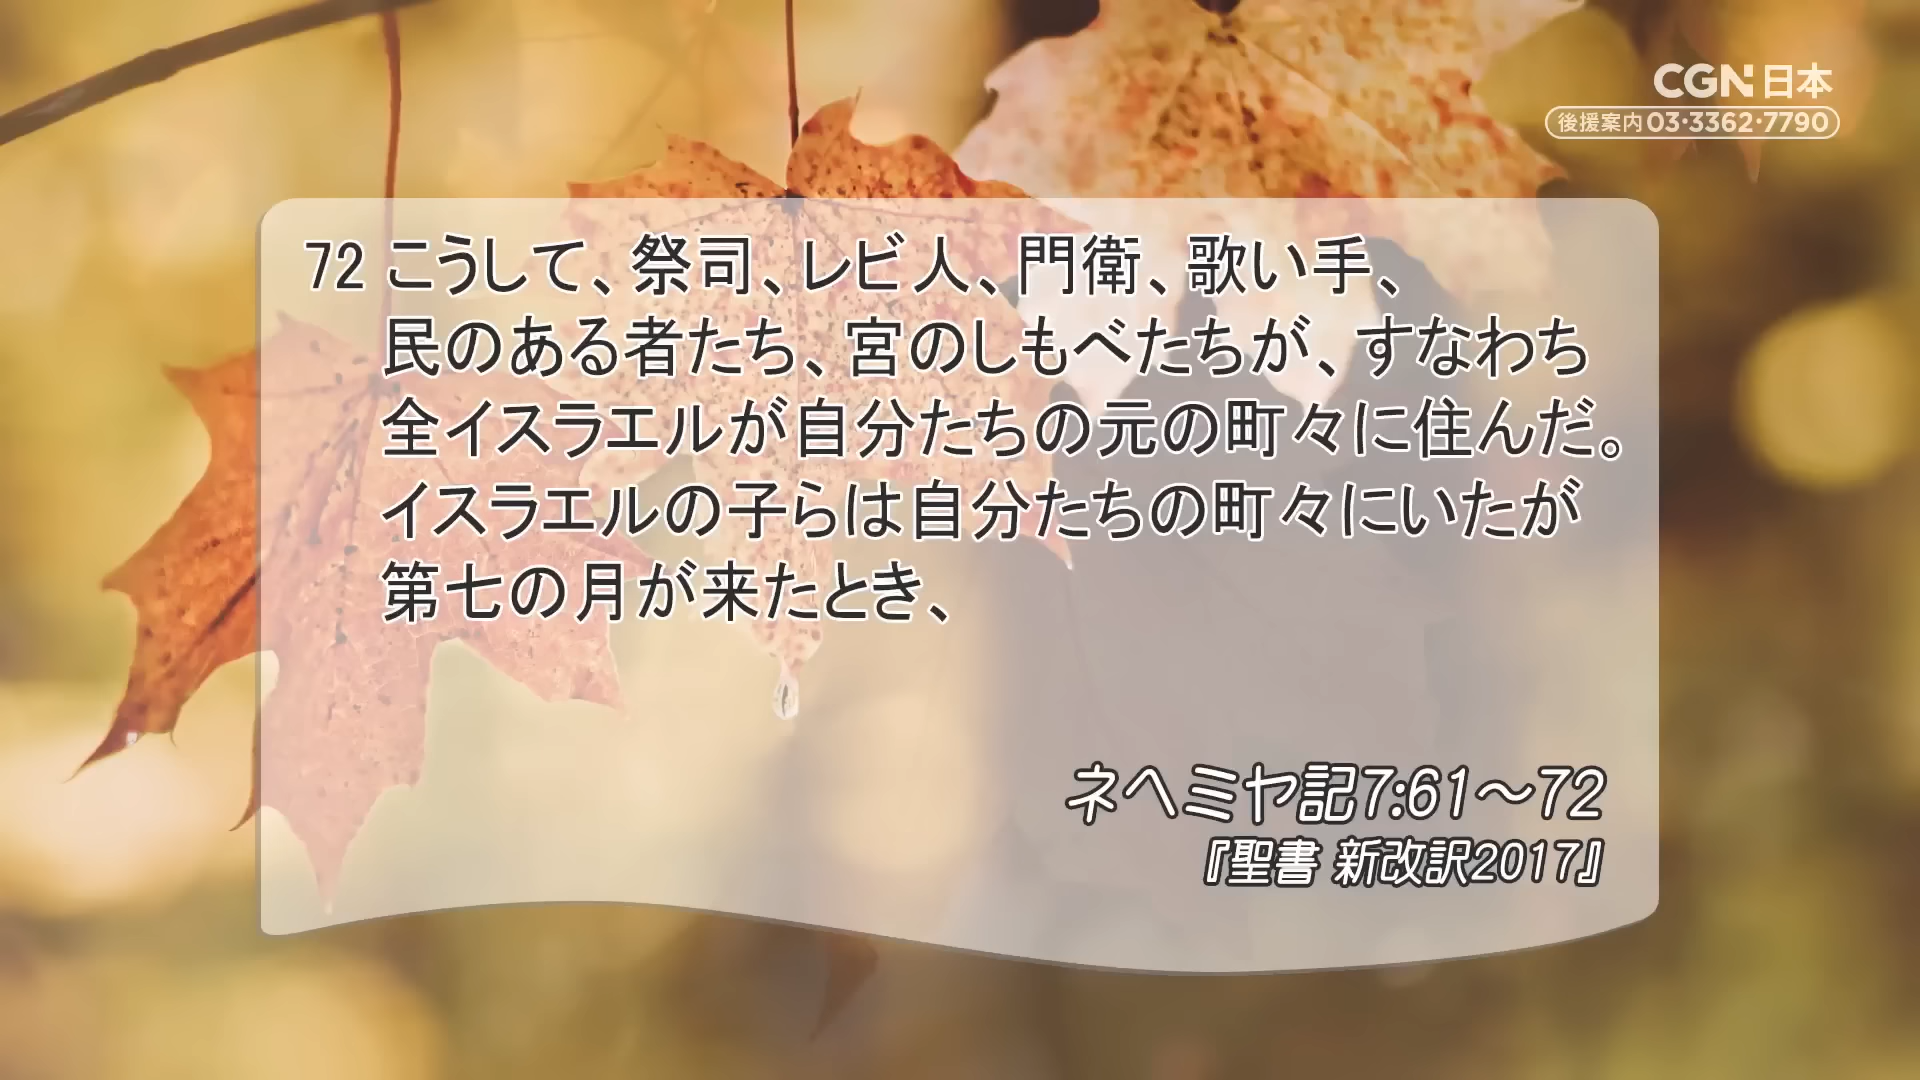 CGN日本
後援案内03・3362・7790
72 こうして、祭司、レビ人、門衛、歌い手、
民のある者たち、宮のしもべたちが、すなわち
全イスラエルが自分たちの元の町々に住んだ。
イスラエルの子らは自分たちの町々にいたが
第七の月が来たとき、
ネヘミヤ記7:61〜72
『聖書 新改訳2017』